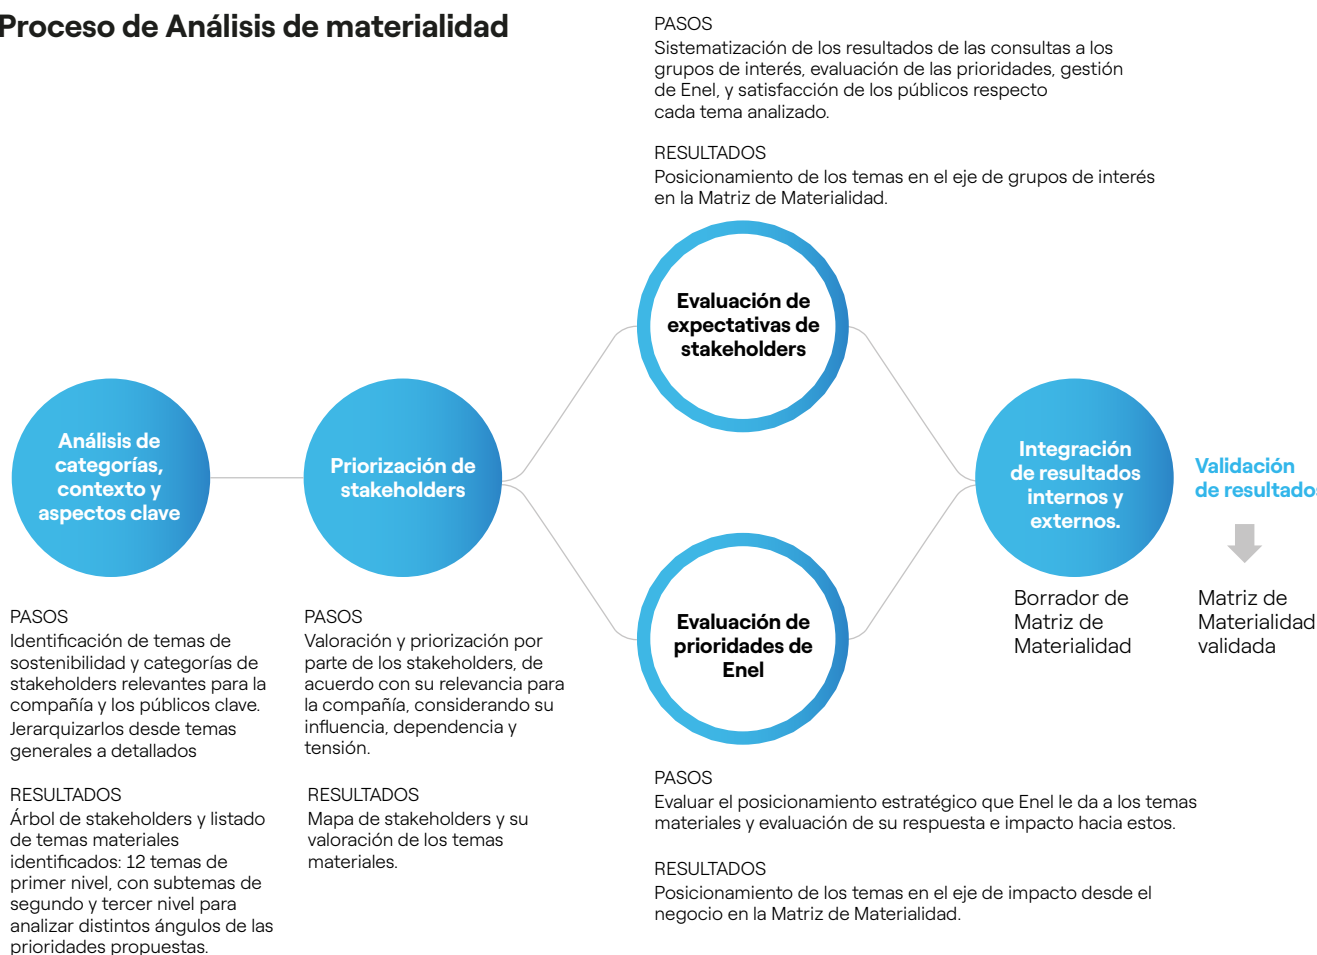 Proceso de Análisis de materialidad
PASOS
Sistematización de los resultados de las consultas a los
grupos de interés, evaluación de las prioridades, gestión
de Enel, y satisfacción de los públicos respecto
cada tema analizado.
RESULTADOS
Posicionamiento de los temas en el eje de grupos de interés
en la Matriz de Materialidad.
Análisis de
categorías,
contexto y
aspectos clave
PASOS
Identificación de temas de
sostenibilidad y categorías de
stakeholders relevantes para la
compañía y los públicos clave.
Jerarquizarlos desde temas
generales a detallados
RESULTADOS
Árbol de stakeholders y listado
de temas materiales
identificados: 12 temas de
primer nivel, con subtemas de
segundo y tercer nivel para
analizar distintos ángulos de las
prioridades propuestas.
Priorización de
stakeholders
PASOS
Valoración y priorización por
parte de los stakeholders, de
acuerdo con su relevancia para
la compañía, considerando su
influencia, dependencia y
tensión.
RESULTADOS
Mapa de stakeholders y su
valoración de los temas
materiales.
Evaluación de
expectativas de
stakeholders
Evaluación de
prioridades de
Enel
PASOS
Evaluar el posicionamiento estratégico que Enel le da a los temas
materiales y evaluación de su respuesta e impacto hacia estos.
RESULTADOS
Posicionamiento de los temas en el eje de impacto desde el
negocio en la Matriz de Materialidad.
Integración
de resultados
internos y
externos.
Borrador de
Matriz de
Materialidad
Validación
de resultados
Matriz de
Materialidad
validada